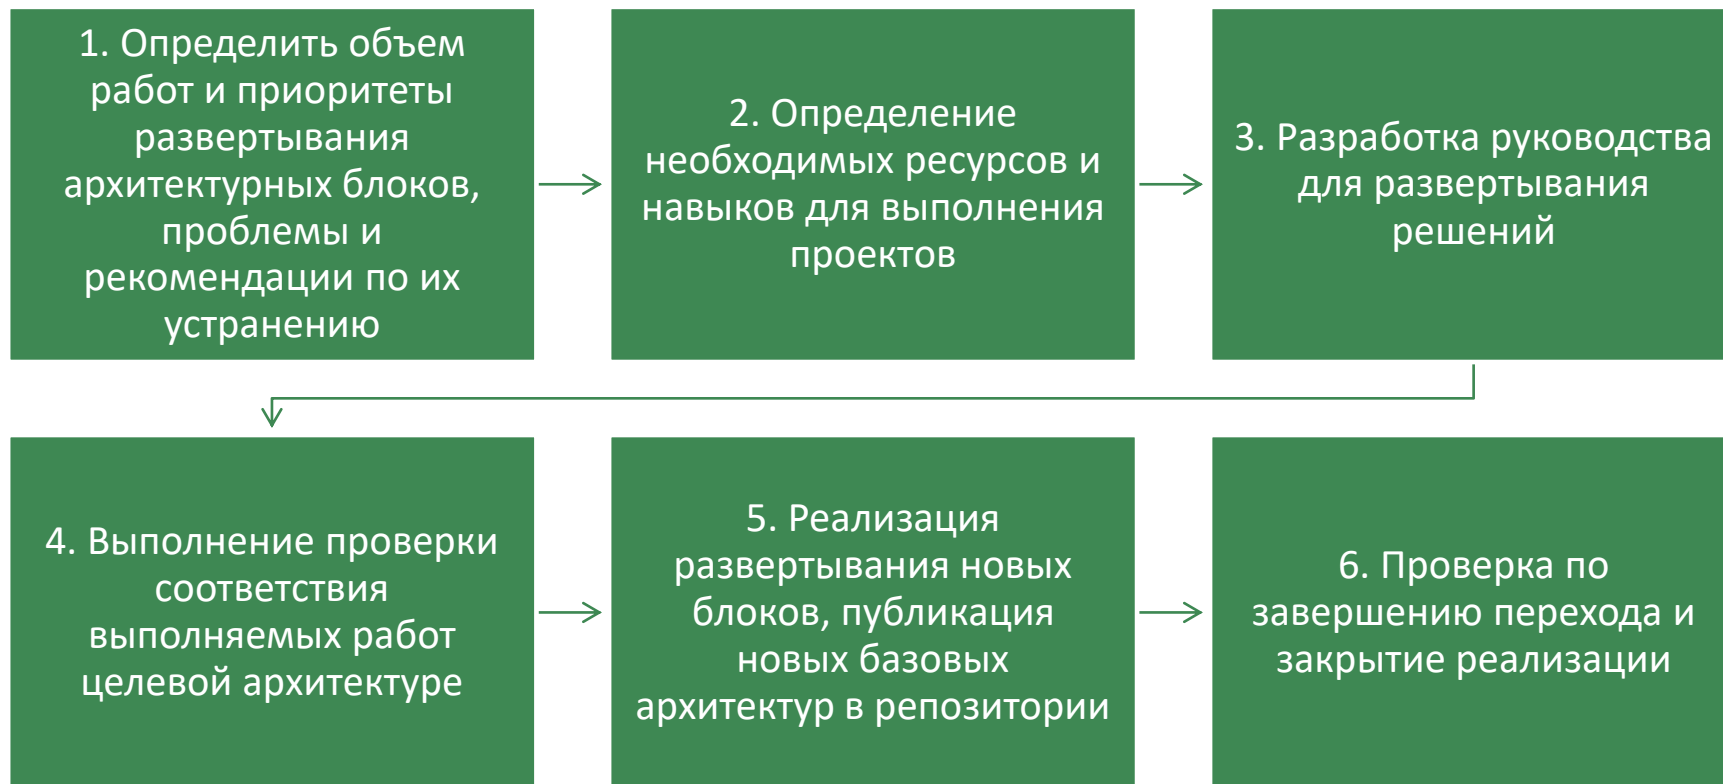 1. Определить объем
работ и приоритеты
развертывания
архитектурных блоков,
проблемы и
рекомендации по их
устранению
2. Определение
необходимых ресурсов и
навыков для выполнения
проектов
3. Разработка руководства
для развертывания
решений
4. Выполнение проверки
соответствия
выполняемых работ
целевой архитектуре
5. Реализация
развертывания новых
блоков, публикация
новых базовых
архитектур в репозитории
6. Проверка по
завершению перехода и
закрытие реализации